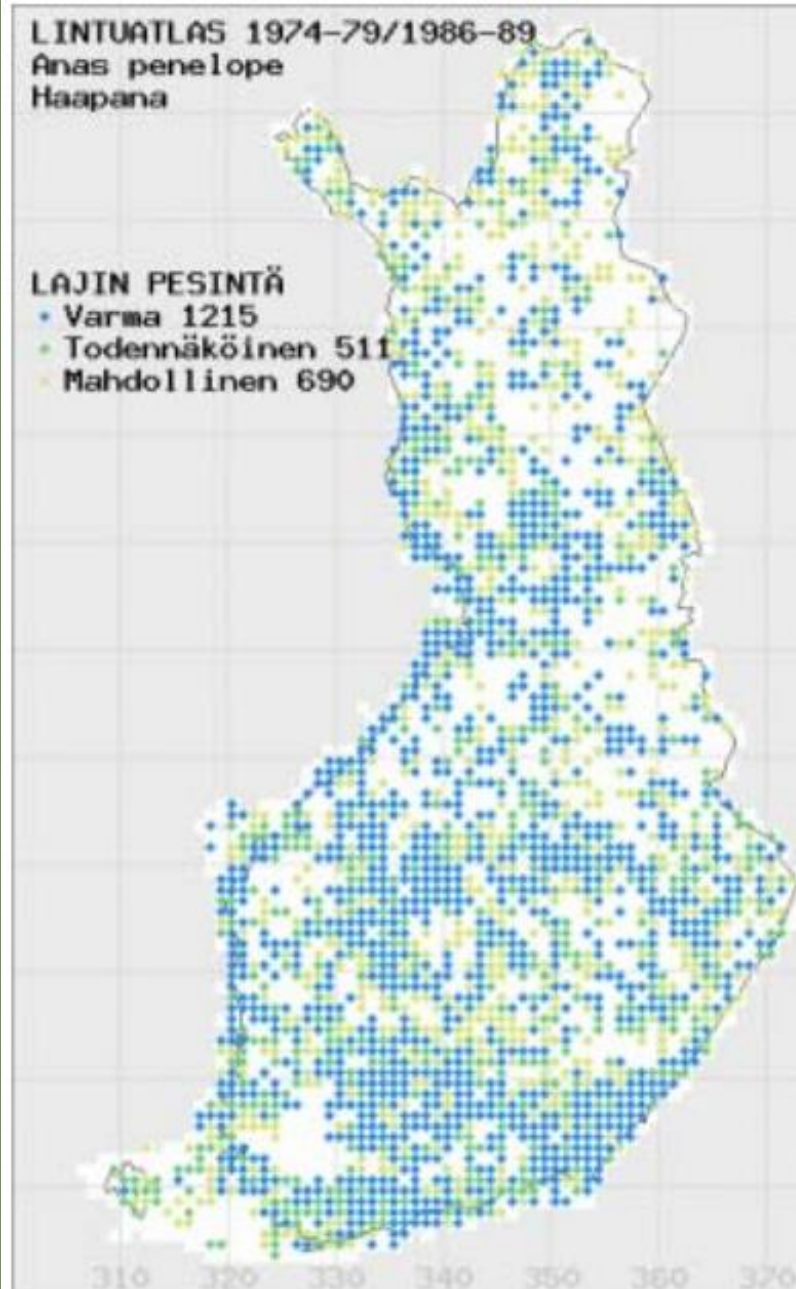 LINTUATLAS 1974-79/1986-89
Anas penelope
Haapana
LAJIN PESINTÄ
Varma 1215
Todennäköinen 511
Mahdollinen 690
310 320 330 340 350 360 370